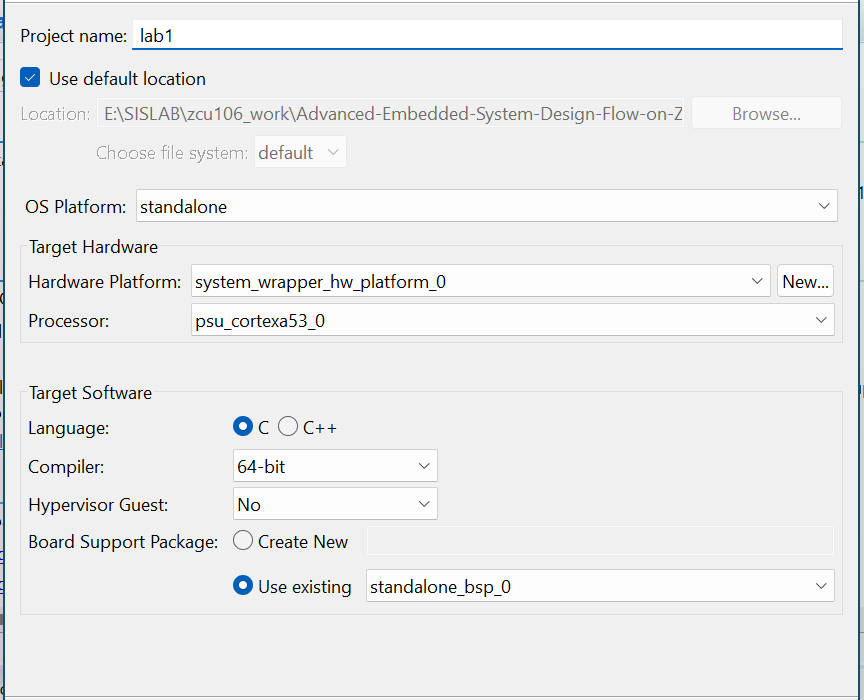 Project name: lab1
Use default location
Location: E:\SISLAB\zcu106_work\Advanced-Embedded-System-Design-Flow-on-Z Browse...
Choose file system: default
OS Platform: standalone
Target Hardware
Hardware Platform: system_wrapper_hw_platform_0 New...
Processor: psu_cortexa53_0
Target Software
Language: C C++
Compiler: 64-bit
Hypervisor Guest: No
Board Support Package: Create New
Use existing standalone_bsp_0